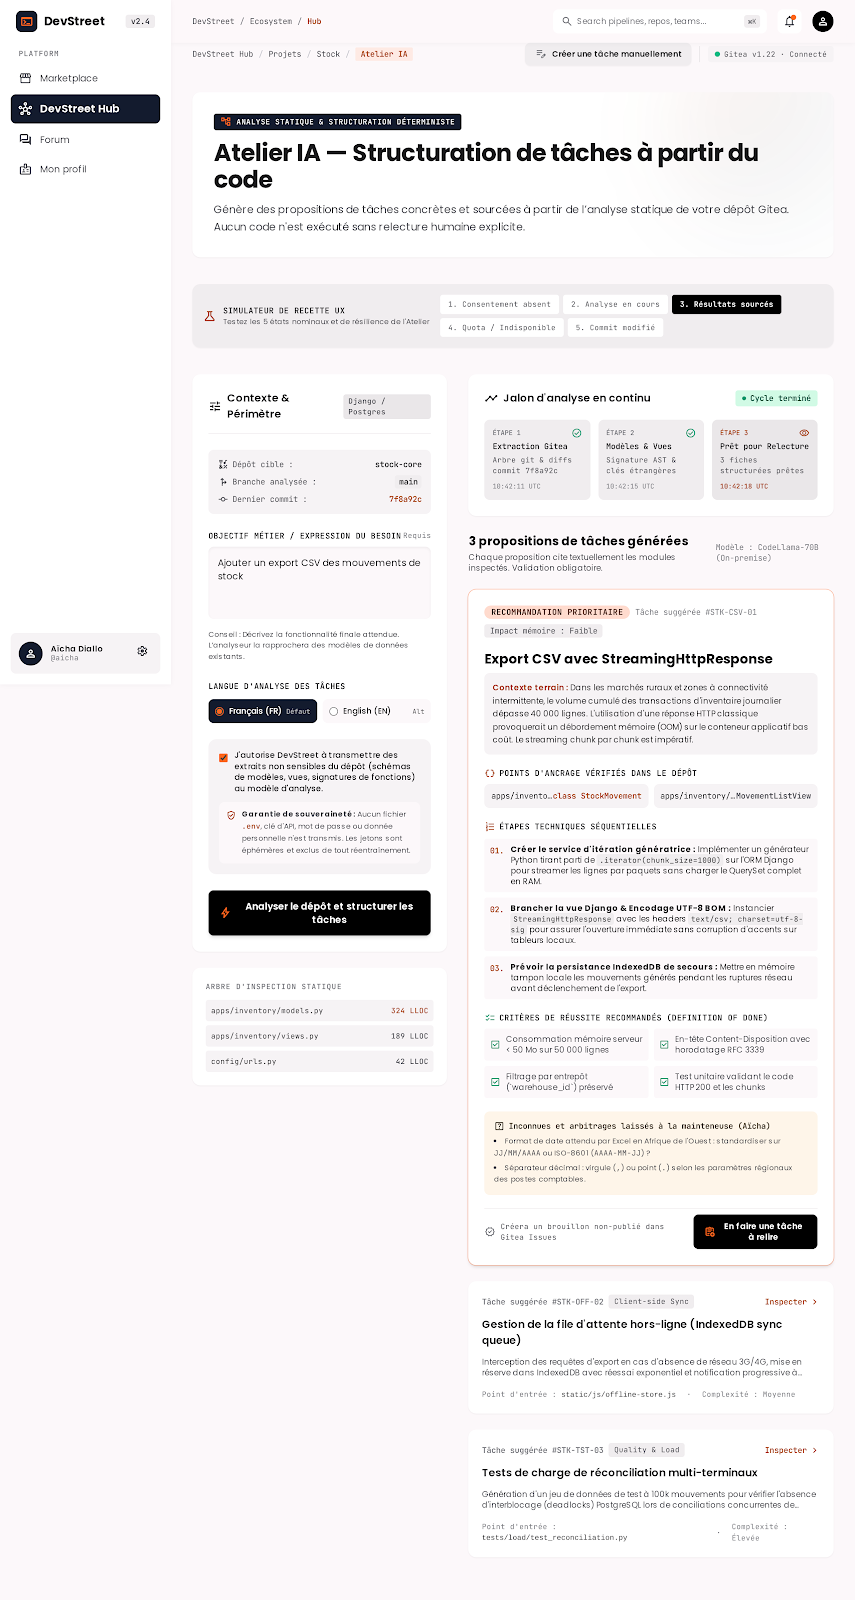 DevStreet v2.4
PLATFORM
Marketplace
DevStreet Hub
Forum
Mon profil
Aïcha Diallo
@aicha
DevStreet / Ecosystem / Hub
Search pipelines, repos, teams... ⌘K
DevStreet Hub / Projets / Stock / Atelier IA
Créer une tâche manuellement
Gitea v1.22 · Connecté
ANALYSE STATIQUE & STRUCTURATION DÉTERMINISTE
Atelier IA — Structuration de tâches à partir du
code
Génère des propositions de tâches concrètes et sourcées à partir de l'analyse statique de votre dépôt Gitea.
Aucun code n'est exécuté sans relecture humaine explicite.
SIMULATEUR DE RECETTE UX
Testez les 5 états nominaux et de résilience de l'Atelier
1. Consentement absent
2. Analyse en cours
3. Résultats sourcés
4. Quota / Indisponible
5. Commit modifié
Contexte &
Périmètre
Django /
Postgres
Dépôt cible : stock-core
Branche analysée : main
Dernier commit : 7f8a92c
OBJECTIF MÉTIER / EXPRESSION DU BESOIN Requis
Ajouter un export CSV des mouvements de
stock
Conseil : Décrivez la fonctionnalité finale attendue.
L'analyseur la rapprochera des modèles de données
existants.
LANGUE D'ANALYSE DES TÂCHES
Français (FR) Défaut
English (EN) Alt
J'autorise DevStreet à transmettre des
extraits non sensibles du dépôt (schémas
de modèles, vues, signatures de fonctions)
au modèle d'analyse.
Garantie de souveraineté : Aucun fichier
.env, clé d'API, mot de passe ou donnée
personnelle n'est transmis. Les jetons sont
éphémères et exclus de tout réentraînement.
Analyser le dépôt et structurer les
tâches
ARBRE D'INSPECTION STATIQUE
apps/inventory/models.py 324 LLOC
apps/inventory/views.py 189 LLOC
config/urls.py 42 LLOC
Jalon d'analyse en continu
Cycle terminé
ÉTAPE 1
Extraction Gitea
Arbre git & diffs
commit 7f8a92c
10:42:11 UTC
ÉTAPE 2
Modèles & Vues
Signature AST &
clés étrangères
10:42:15 UTC
ÉTAPE 3
Prêt pour Relecture
3 fiches
structurées prêtes
10:42:18 UTC
3 propositions de tâches générées
Chaque proposition cite textuellement les modules
inspectés. Validation obligatoire.
Modèle : CodeLlama-70B
(On-premise)
RECOMMANDATION PRIORITAIRE Tâche suggérée #STK-CSV-01
Impact mémoire : Faible
Export CSV avec StreamingHttpResponse
Contexte terrain : Dans les marchés ruraux et zones à connectivité
intermittente, le volume cumulé des transactions d'inventaire journalier
dépasse 40 000 lignes. L'utilisation d'une réponse HTTP classique
provoquerait un débordement mémoire (OOM) sur le conteneur applicatif bas
coût. Le streaming chunk par chunk est impératif.
POINTS D'ANCRAGE VÉRIFIÉS DANS LE DÉPÔT
apps/invento…class StockMovement
apps/inventory/…MovementListView
ÉTAPES TECHNIQUES SÉQUENTIELLES
01. Créer le service d'itération génératrice : Implémenter un générateur
Python tirant parti de .iterator(chunk_size=1000) sur l'ORM Django
pour streamer les lignes par paquets sans charger le QuerySet complet
en RAM.
02. Brancher la vue Django & Encodage UTF-8 BOM : Instancier
StreamingHttpResponse avec les headers text/csv; charset=utf-8-
sig pour assurer l'ouverture immédiate sans corruption d'accents sur
tableurs locaux.
03. Prévoir la persistance IndexedDB de secours : Mettre en mémoire
tampon locale les mouvements générés pendant les ruptures réseau
avant déclenchement de l'export.
CRITÈRES DE RÉUSSITE RECOMMANDÉS (DEFINITION OF DONE)
Consommation mémoire serveur
< 50 Mo sur 50 000 lignes
En-tête Content-Disposition avec
horodatage RFC 3339
Filtrage par entrepôt
(`warehouse_id`) préservé
Test unitaire validant le code
HTTP 200 et les chunks
Inconnues et arbitrages laissés à la mainteneuse (Aïcha)
• Format de date attendu par Excel en Afrique de l'Ouest : standardiser sur
JJ/MM/AAAA ou ISO-8601 (AAAA-MM-JJ) ?
• Séparateur décimal : virgule (,) ou point (.) selon les paramètres régionaux
des postes comptables.
Créera un brouillon non-publié dans
Gitea Issues
En faire une tâche
à relire
Tâche suggérée #STK-OFF-02 Client-side Sync Inspecter
Gestion de la file d'attente hors-ligne (IndexedDB sync
queue)
Interception des requêtes d'export en cas d'absence de réseau 3G/4G, mise en
réserve dans IndexedDB avec réessai exponentiel et notification progressive à…
Point d'entrée : static/js/offline-store.js · Complexité : Moyenne
Tâche suggérée #STK-TST-03 Quality & Load Inspecter
Tests de charge de réconciliation multi-terminaux
Génération d'un jeu de données de test à 100k mouvements pour vérifier l'absence
d'interblocage (deadlocks) PostgreSQL lors de conciliations concurrentes de…
Point d'entrée :
tests/load/test_reconciliation.py
· Complexité :
Élevée